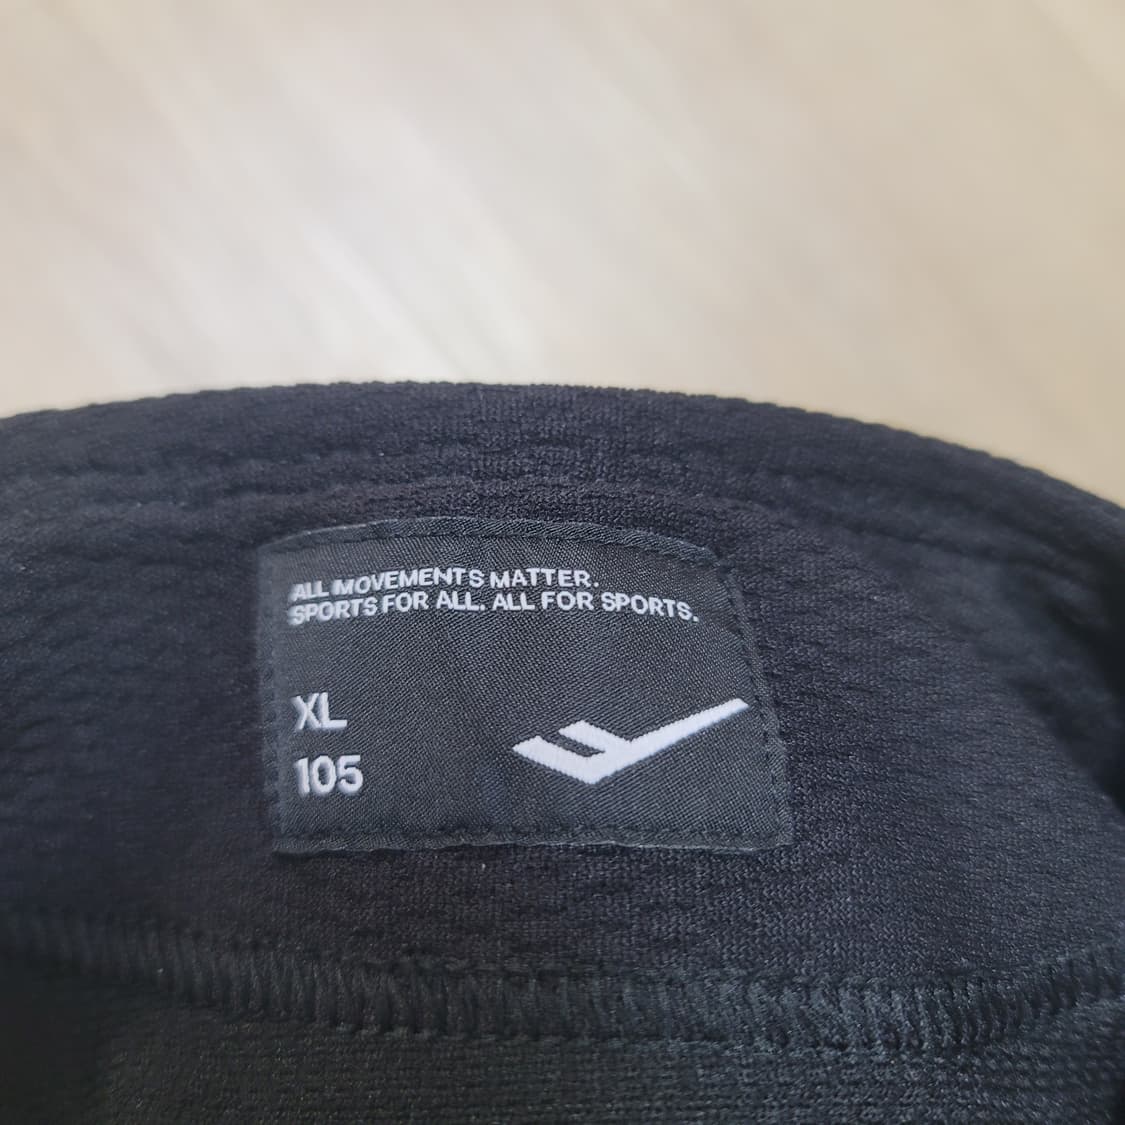 ALL MOVEMENTS MATTER.
SPORTS FOR ALL. ALL FOR SPORTS.
XL
105